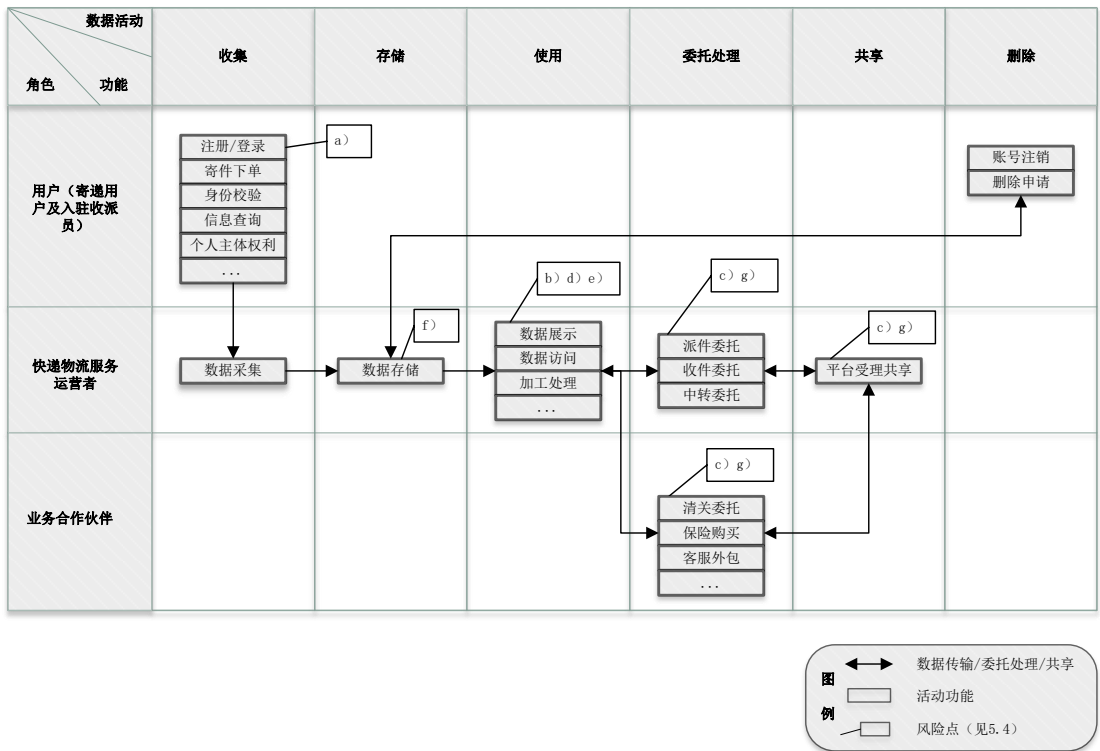 数据活动
角色
功能
收集
存储
使用
委托处理
共享
删除
用户（寄递用
户及入驻收派
员）
注册/登录
寄件下单
身份校验
信息查询
个人主体权利
...
a）
账号注销
删除申请
快递物流服务
运营者
数据采集
f）
数据存储
b）d）e）
数据展示
数据访问
加工处理
...
c）g）
派件委托
收件委托
中转委托
c）g）
平台受理共享
业务合作伙伴
c）g）
清关委托
保险购买
客服外包
...
图
例
数据传输/委托处理/共享
活动功能
风险点（见5.4）